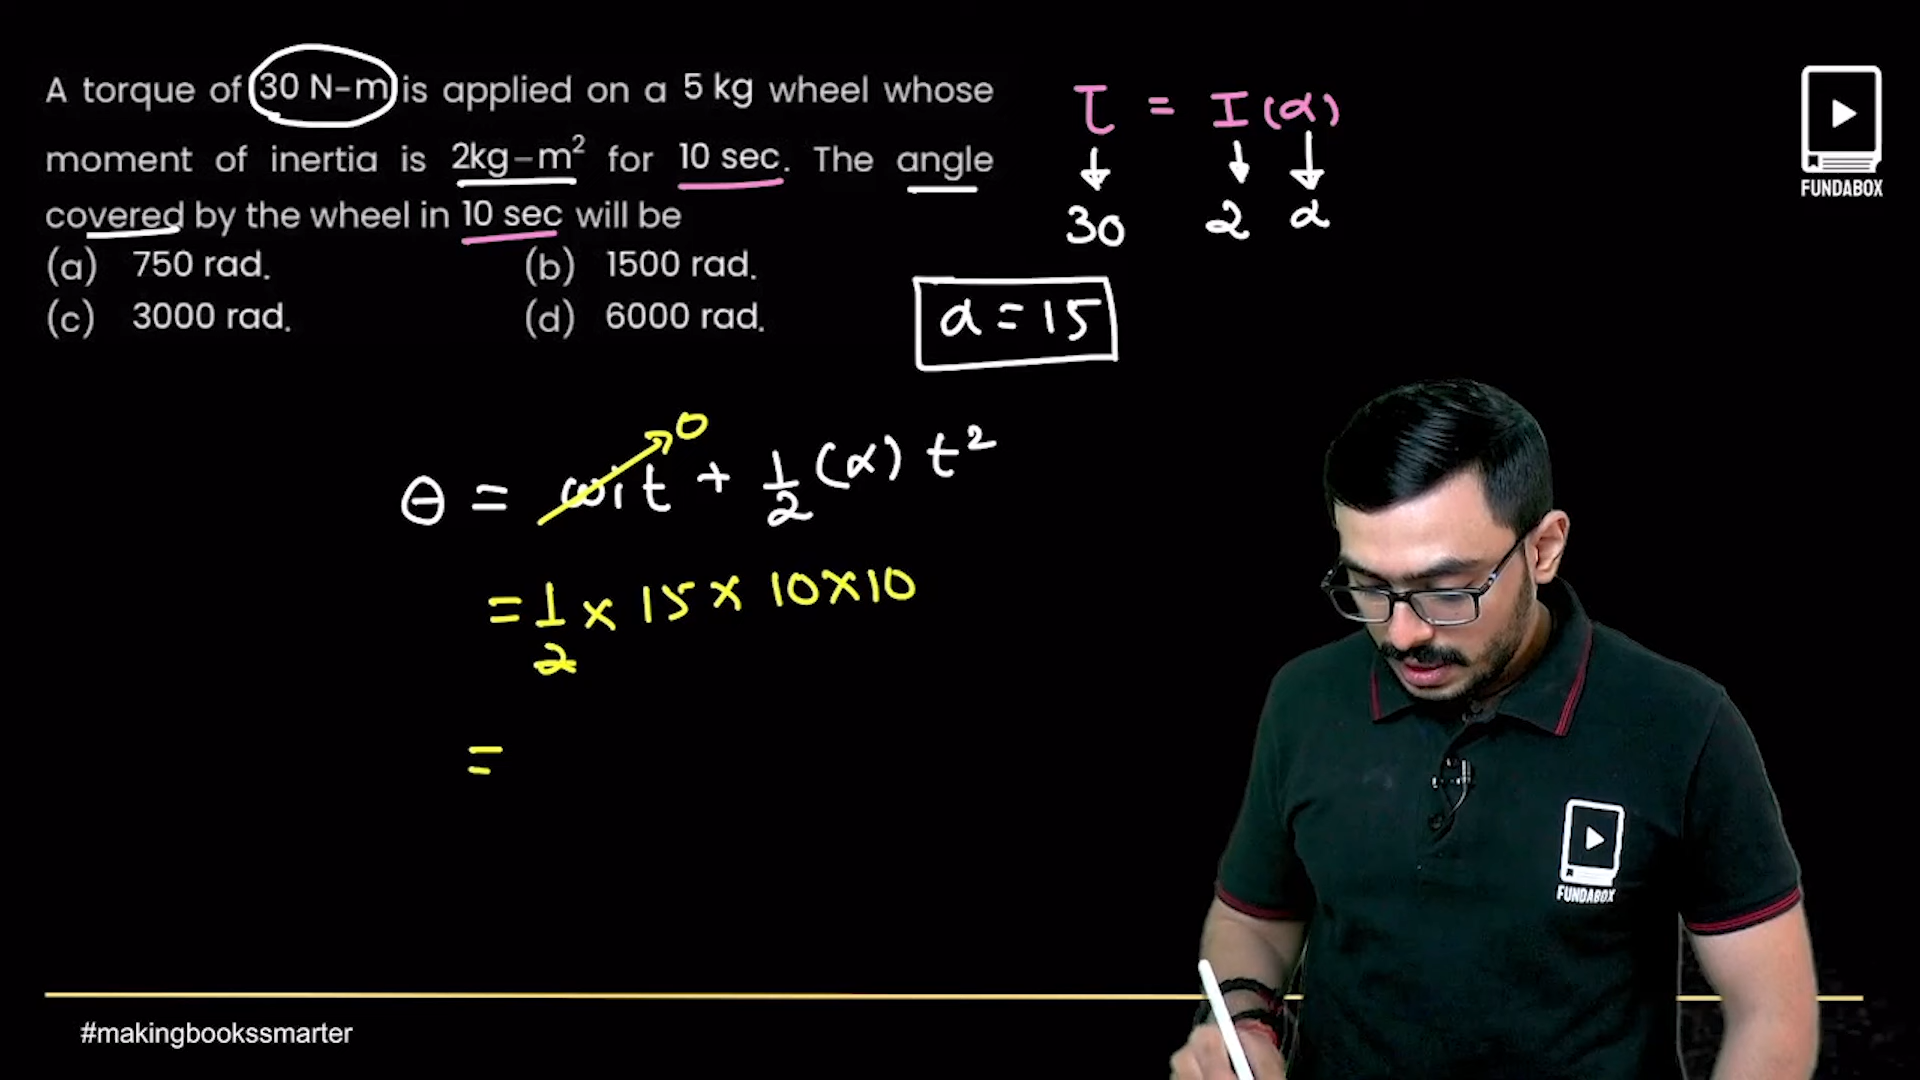 A torque of 30 N-m is applied on a 5 kg wheel whose
moment of inertia is 2kg-m² for 10 sec. The angle
covered by the wheel in 10 sec will be
(a) 750 rad. (b) 1500 rad.
(c) 3000 rad. (d) 6000 rad.
τ = I (α)
30 2 α
α = 15
θ = ωit + 1/2 (α) t²
0
= 1/2 × 15 × 10 × 10
=
FUNDABOX
FUNDABOX
#makingbookssmarter